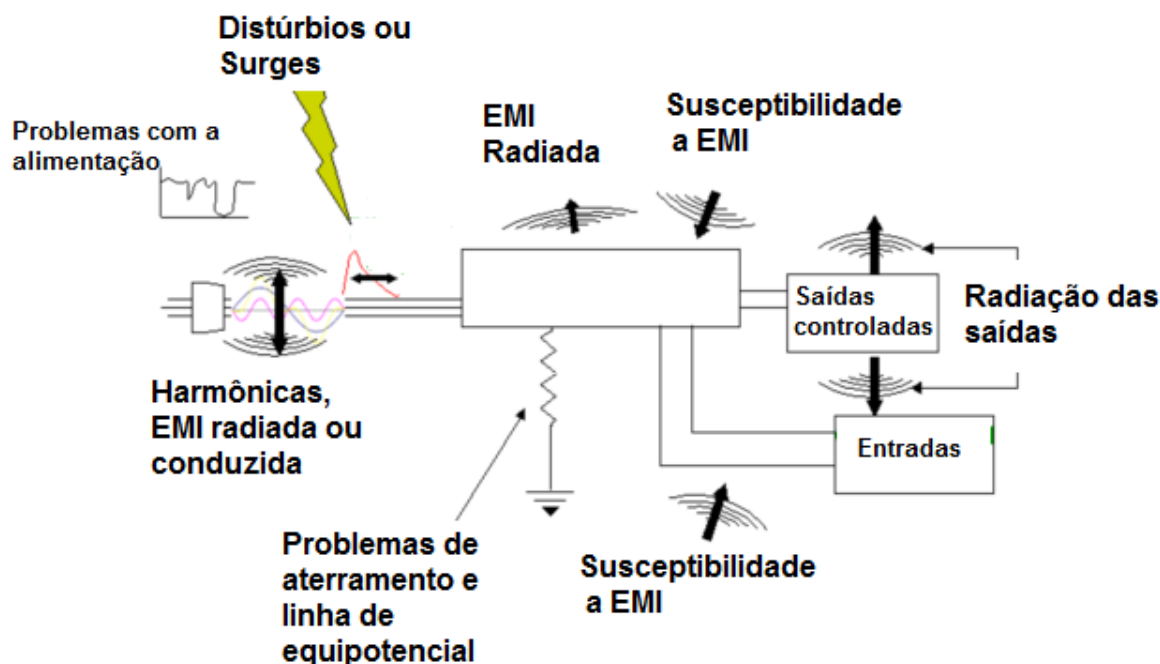 Distúrbios ou
Surges
Problemas com a
alimentação
EMI
Radiada
Susceptibilidade
a EMI
Saídas
controladas
Radiação das
saídas
Harmônicas,
EMI radiada ou
conduzida
Entradas
Problemas de
aterramento e
linha de
equipotencial
Susceptibilidade
a EMI